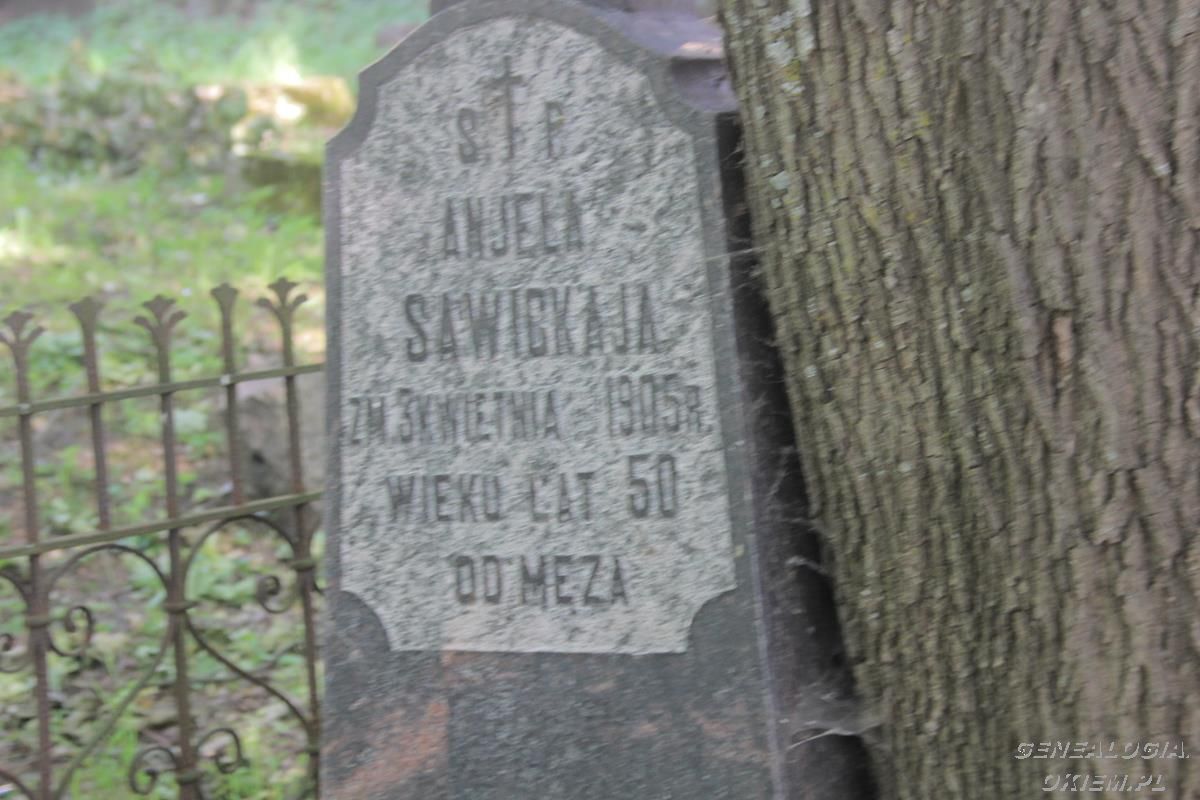 S. † P
ANJELA
SAWICKAJA
ZM. 3 KWIETNIA 1905 R.
WIEKU LAT 50
OD MEZA
GENEALOGIA.
OKIEM.PL